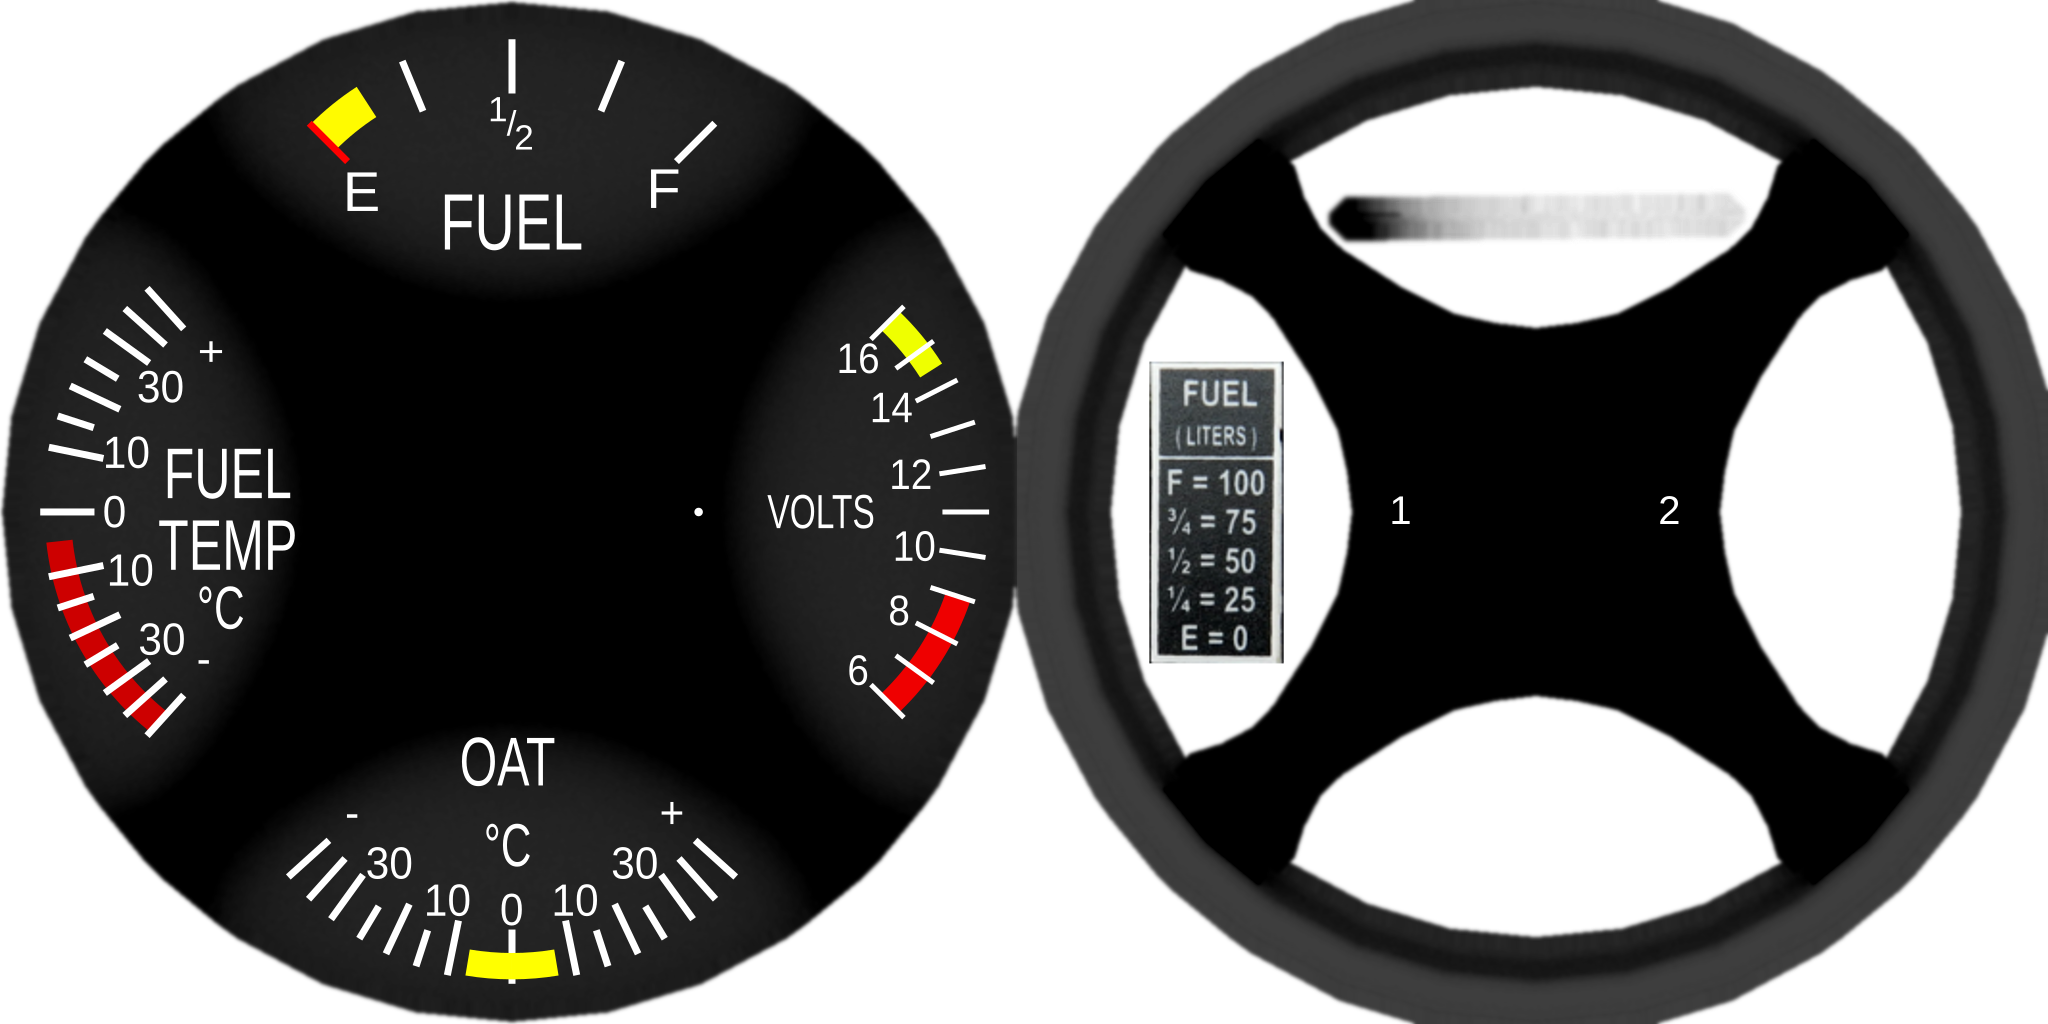 E
½
F
FUEL
+
30
10
FUEL
0
TEMP
10
°C
30
-
16
14
12
VOLTS
10
8
6
OAT
- °C +
30 30
10 0 10
FUEL
(LITERS)
F = 100
¾ = 75
½ = 50
¼ = 25
E = 0
1 2